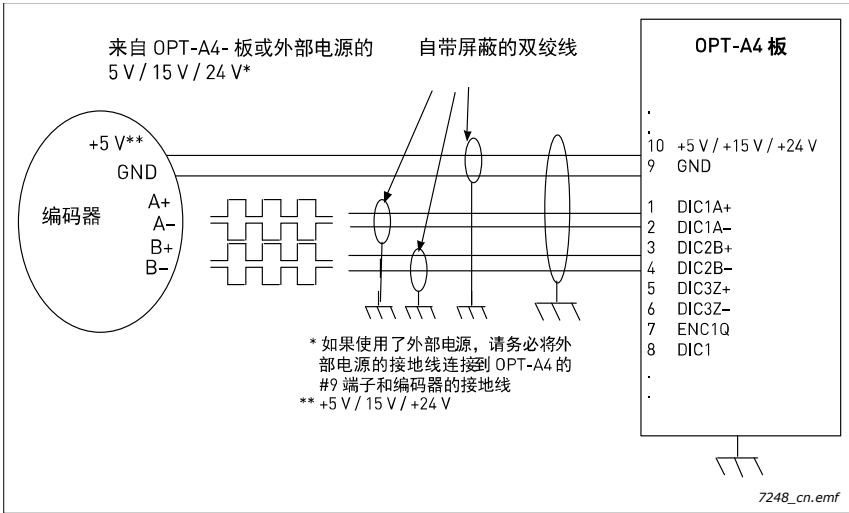 来自 OPT-A4- 板或外部电源的
5 V / 15 V / 24 V*
自带屏蔽的双绞线
OPT-A4 板
编码器
+5 V**
GND
A+
A–
B+
B–
.
.
10 +5 V / +15 V / +24 V
9 GND
1 DIC1A+
2 DIC1A–
3 DIC2B+
4 DIC2B–
5 DIC3Z+
6 DIC3Z–
7 ENC1Q
8 DIC1
.
.
* 如果使用了外部电源，请务必将外
部电源的接地线连接到 OPT-A4 的
#9 端子和编码器的接地线
** +5 V / 15 V / +24 V
7248_cn.emf